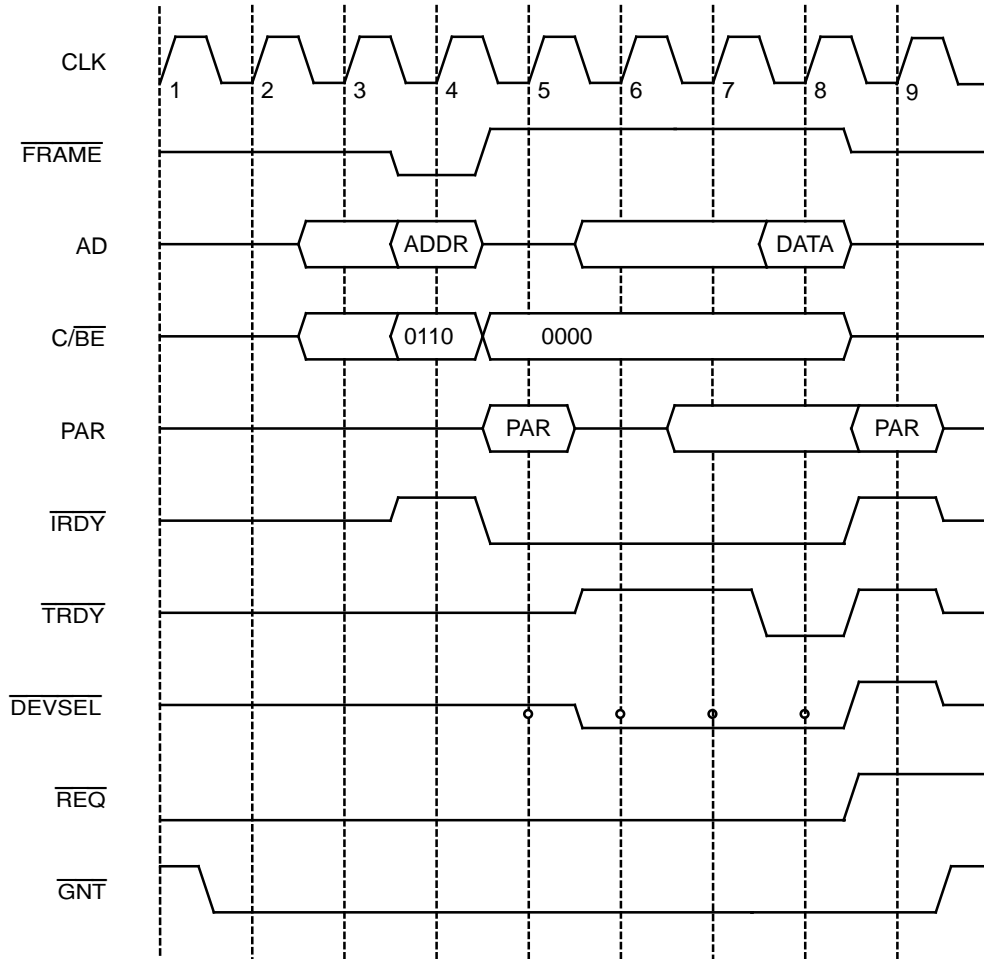 CLK
1 2 3 4 5 6 7 8 9
FRAME
AD ADDR DATA
C/BE 0110 0000
PAR PAR PAR
IRDY
TRDY
DEVSEL
REQ
GNT